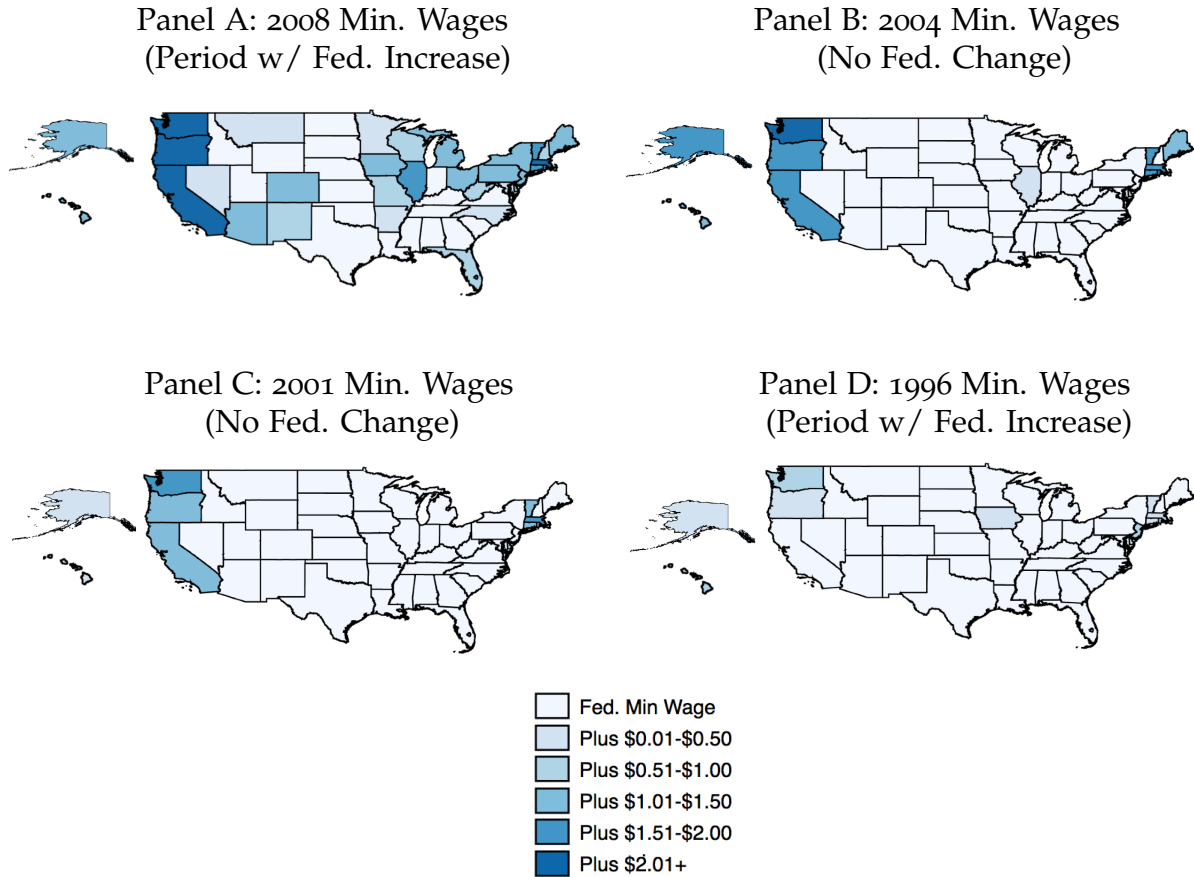 Panel A: 2008 Min. Wages
(Period w/ Fed. Increase)
Panel B: 2004 Min. Wages
(No Fed. Change)
Panel C: 2001 Min. Wages
(No Fed. Change)
Panel D: 1996 Min. Wages
(Period w/ Fed. Increase)
Fed. Min Wage
Plus $0.01-$0.50
Plus $0.51-$1.00
Plus $1.01-$1.50
Plus $1.51-$2.00
Plus $2.01+